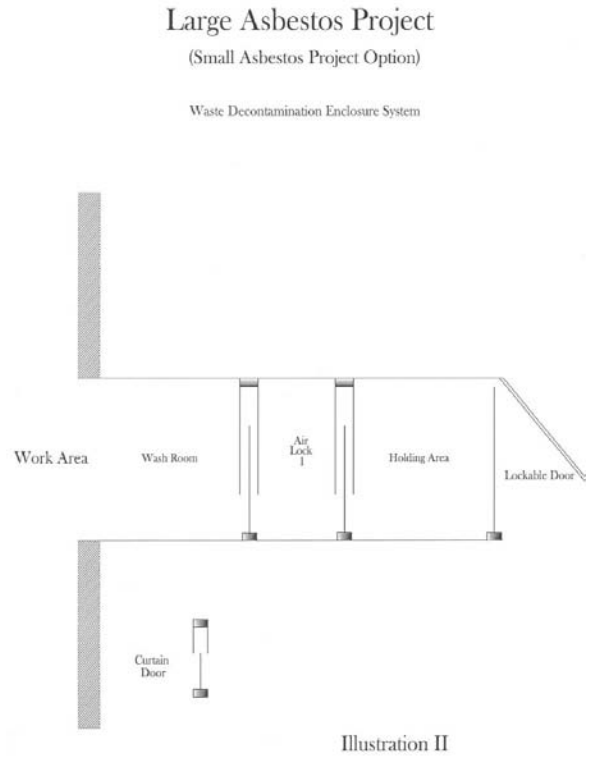 Large Asbestos Project
(Small Asbestos Project Option)
Waste Decontamination Enclosure System
Work Area
Wash Room
Air
Lock
1
Holding Area
Lockable Door
Curtain
Door
Illustration II